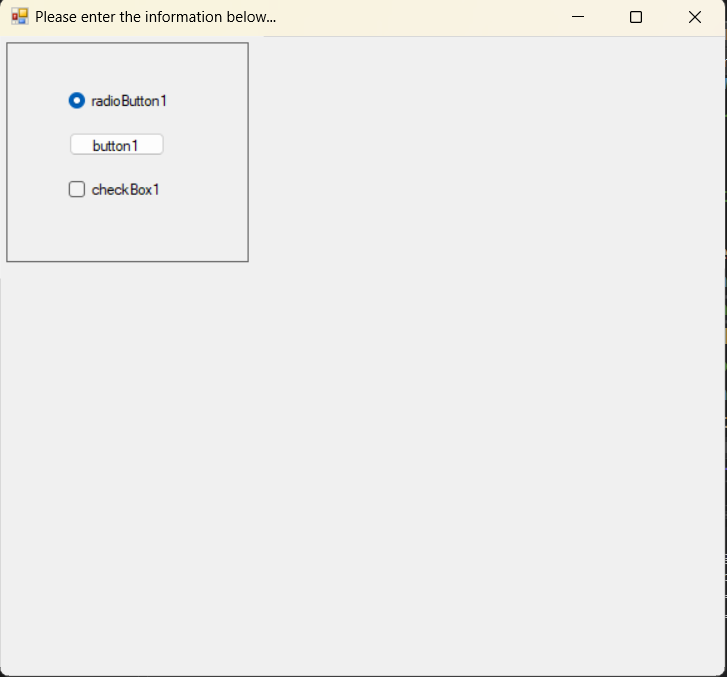 Please enter the information below...
radioButton1
button1
checkBox1